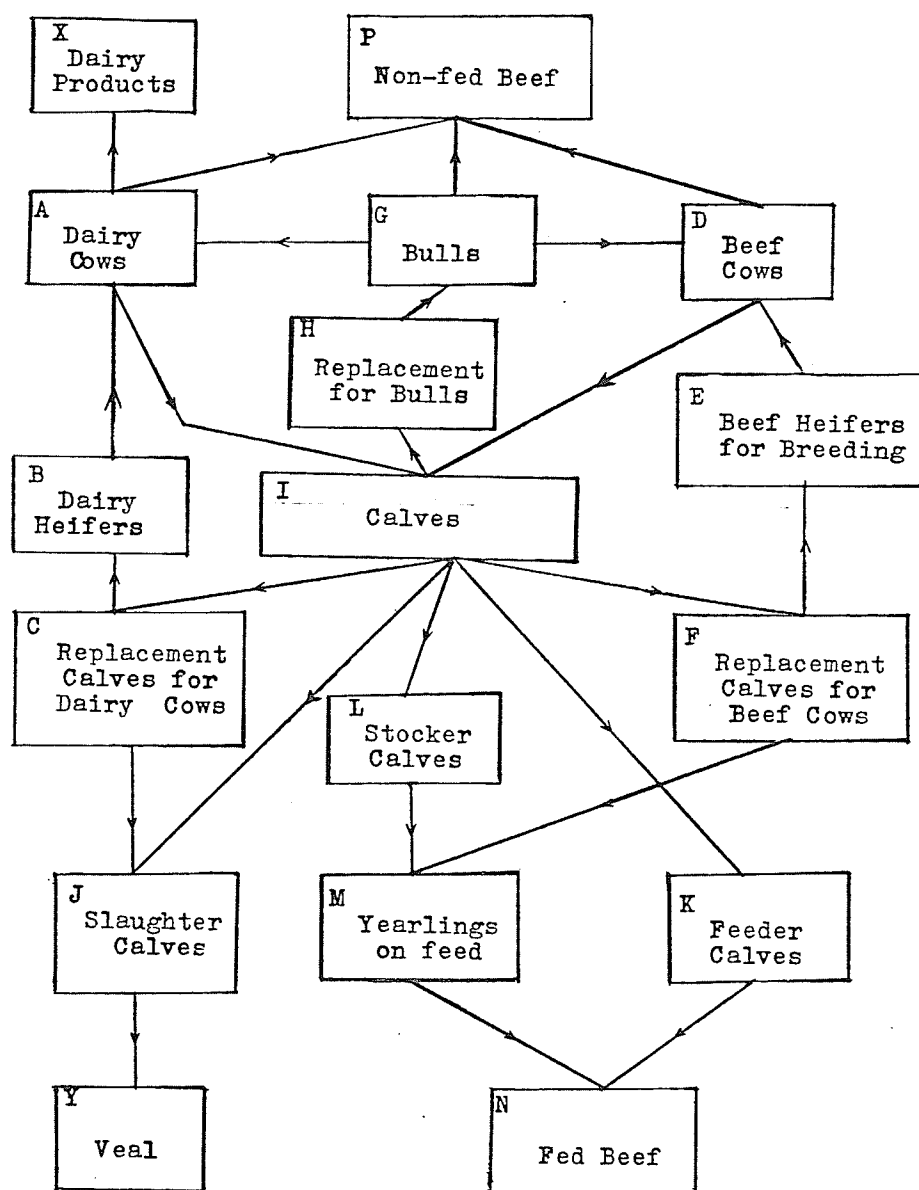 X
Dairy
Products
P
Non-fed Beef
A
Dairy
Cows
G
Bulls
D
Beef
Cows
H
Replacement
for Bulls
E
Beef Heifers
for Breeding
B
Dairy
Heifers
I
Calves
C
Replacement
Calves for
Dairy Cows
F
Replacement
Calves for
Beef Cows
L
Stocker
Calves
J
Slaughter
Calves
M
Yearlings
on feed
K
Feeder
Calves
Y
Veal
N
Fed Beef